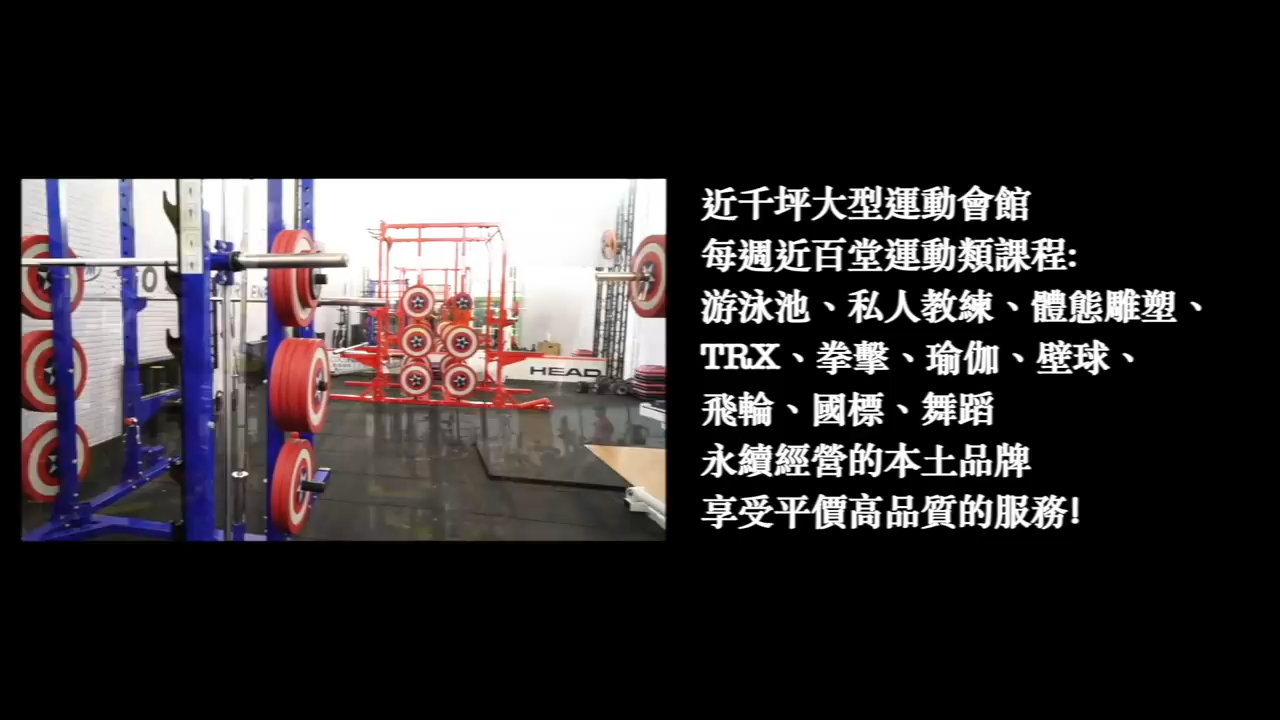 HEAD
近千坪大型運動會館
每週近百堂運動類課程:
游泳池、私人教練、體態雕塑、
TRX、拳擊、瑜伽、壁球、
飛輪、國標、舞蹈
永續經營的本土品牌
享受平價高品質的服務!